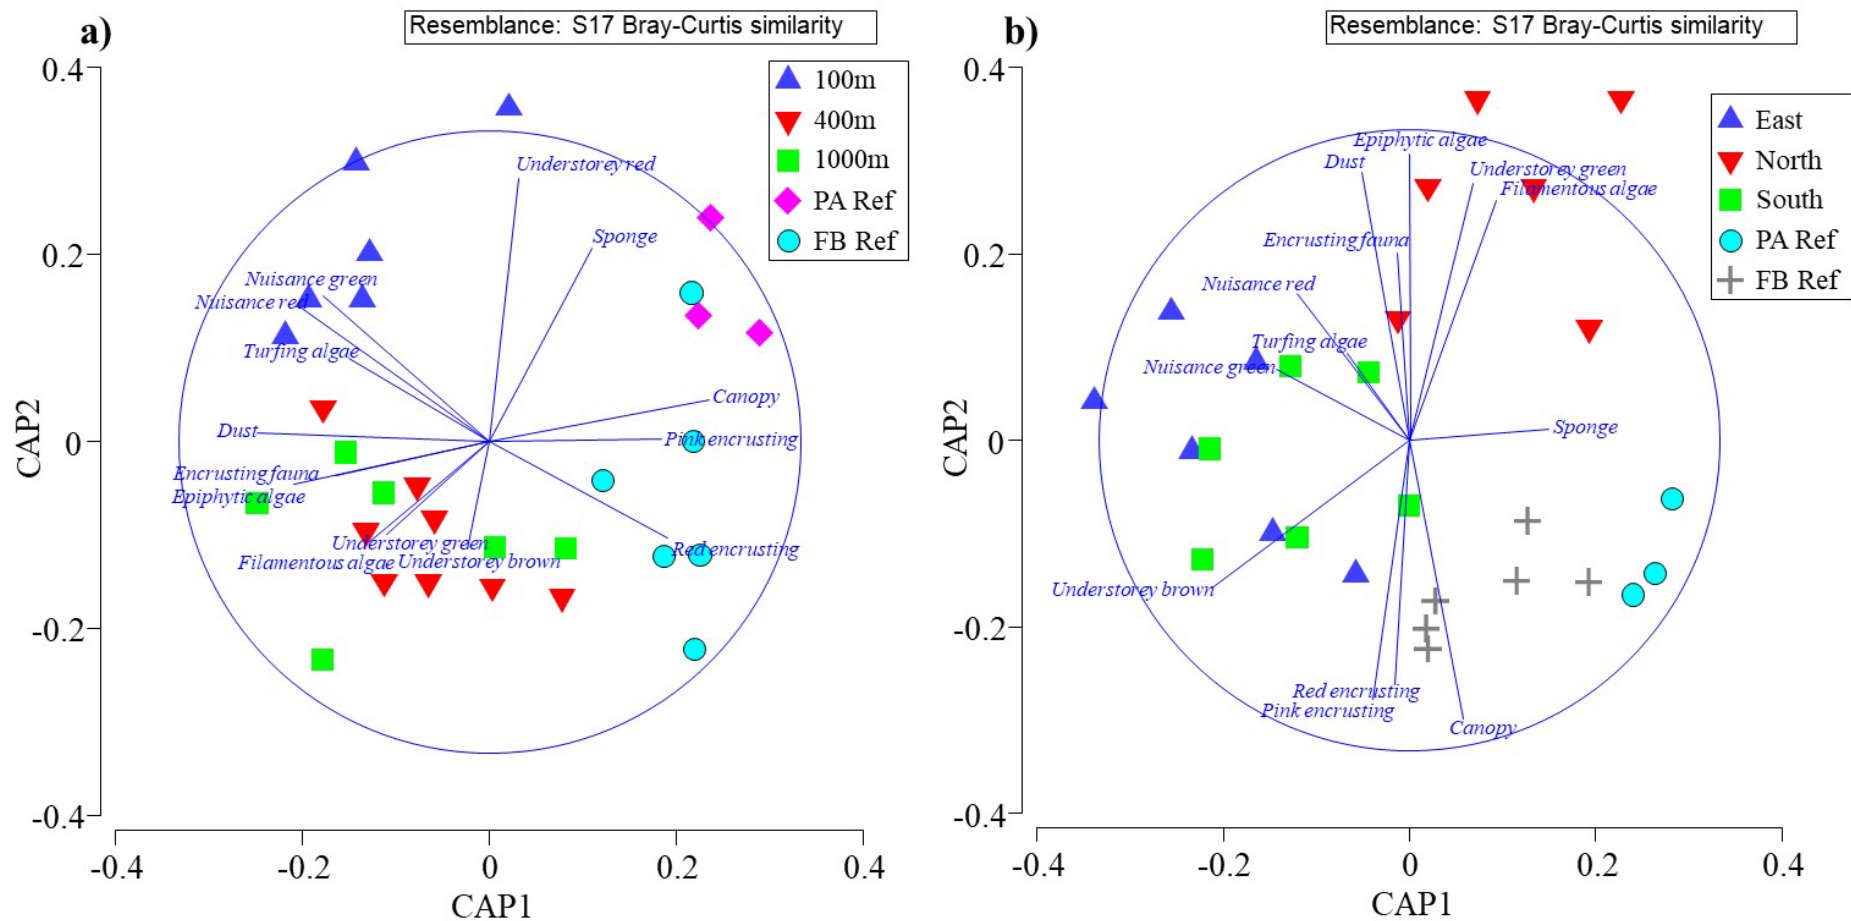 a)
Resemblance: S17 Bray-Curtis similarity
100m
400m
1000m
PA Ref
FB Ref
0.4
0.2
0
-0.2
-0.4
CAP2
Understorey red
Sponge
Nuisance green
Nuisance red
Turfing algae
Canopy
Dust
Pink encrusting
Encrusting fauna
Epiphytic algae
Understorey green
Red encrusting
Filamentous algae
Understorey brown
-0.4
-0.2
0
0.2
0.4
CAP1
b)
Resemblance: S17 Bray-Curtis similarity
East
North
South
PA Ref
FB Ref
0.4
0.2
0
-0.2
-0.4
CAP2
Epiphytic algae
Dust
Understorey green
Filamentous algae
Encrusting fauna
Nuisance red
Turfing algae
Nuisance green
Sponge
Understorey brown
Red encrusting
Pink encrusting
Canopy
-0.4
-0.2
0
0.2
0.4
CAP1